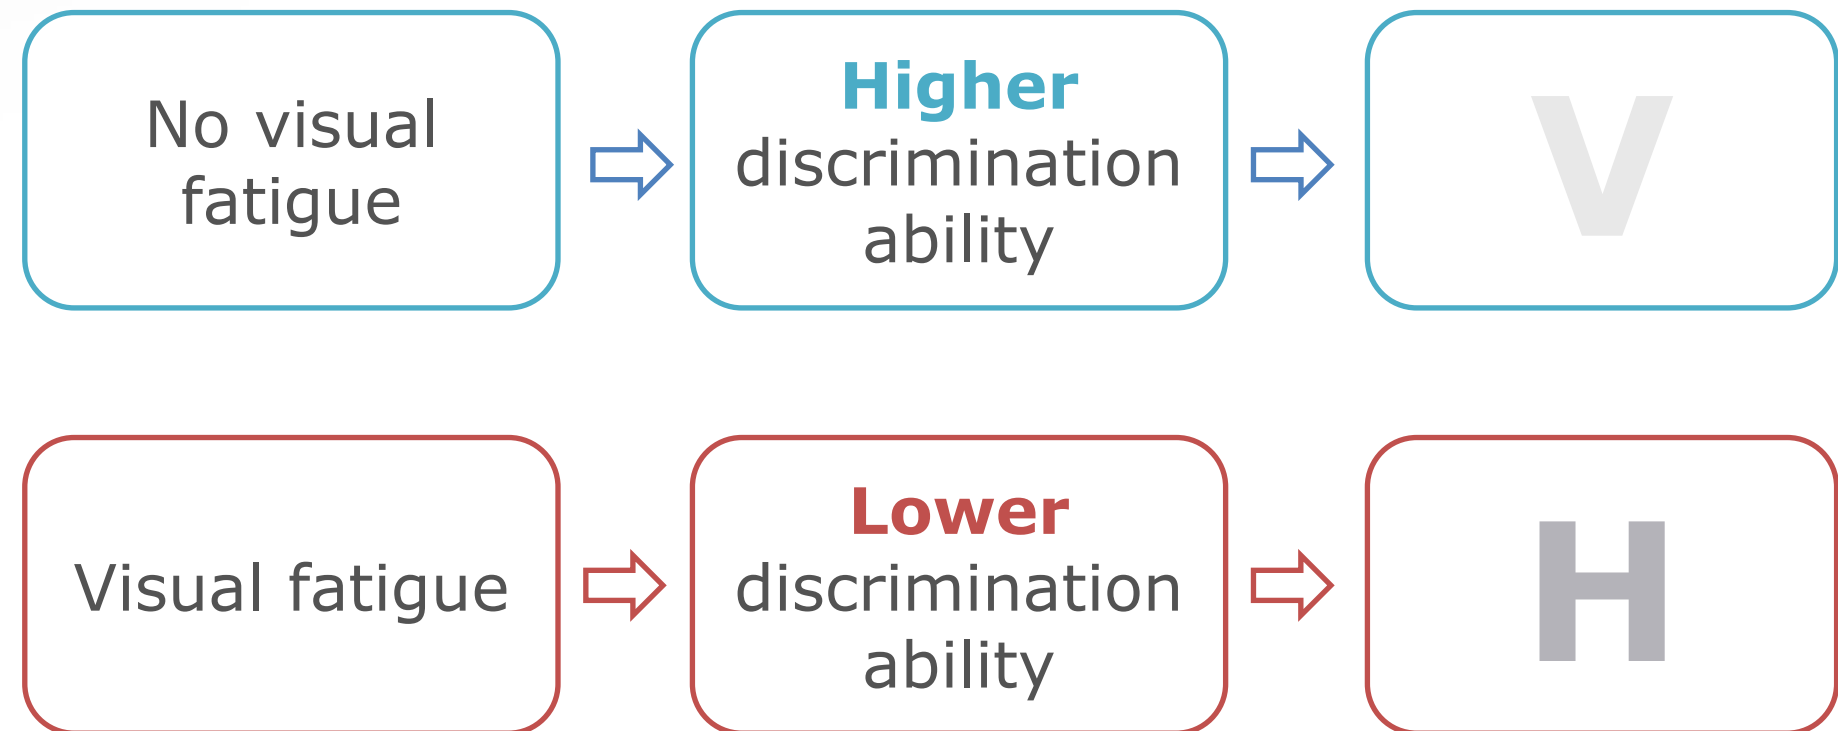 No visual
fatigue
Higher
discrimination
ability
V
Visual fatigue
Lower
discrimination
ability
H